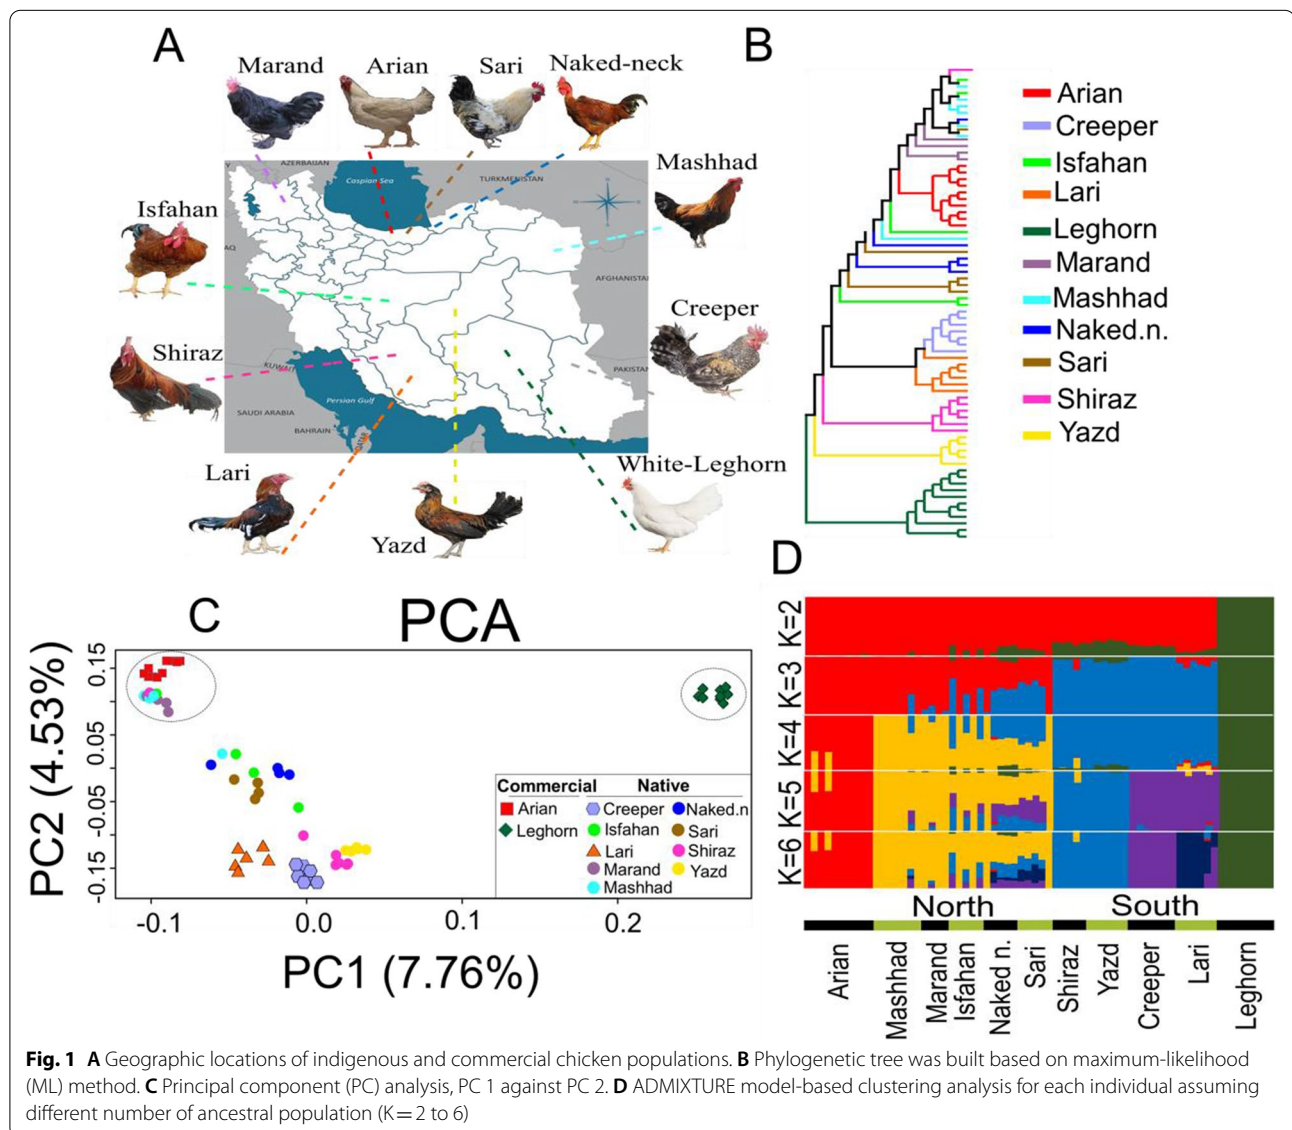 A
B
Marand
Arian
Sari
Naked-neck
Mashhad
Isfahan
Shiraz
Creeper
Lari
Yazd
White-Leghorn
AZERBAIJAN
Caspian Sea
TURKMENISTAN
AFGHANISTAN
PAKISTAN
KUWAIT
SAUDI ARABIA
Persian Gulf
BAHRAIN
QATAR
Arian
Creeper
Isfahan
Lari
Leghorn
Marand
Mashhad
Naked.n.
Sari
Shiraz
Yazd
C
PCA
PC2 (4.53%)
0.15
0.05
-0.05
-0.15
-0.1
0.0
0.1
0.2
PC1 (7.76%)
Commercial
Native
Arian
Leghorn
Creeper
Isfahan
Lari
Marand
Mashhad
Naked.n
Sari
Shiraz
Yazd
D
K=2
K=3
K=4
K=5
K=6
North
South
Arian
Mashhad
Marand
Isfahan
Naked n.
Sari
Shiraz
Yazd
Creeper
Lari
Leghorn
Fig. 1 A Geographic locations of indigenous and commercial chicken populations. B Phylogenetic tree was built based on maximum-likelihood
(ML) method. C Principal component (PC) analysis, PC 1 against PC 2. D ADMIXTURE model-based clustering analysis for each individual assuming
different number of ancestral population (K = 2 to 6)